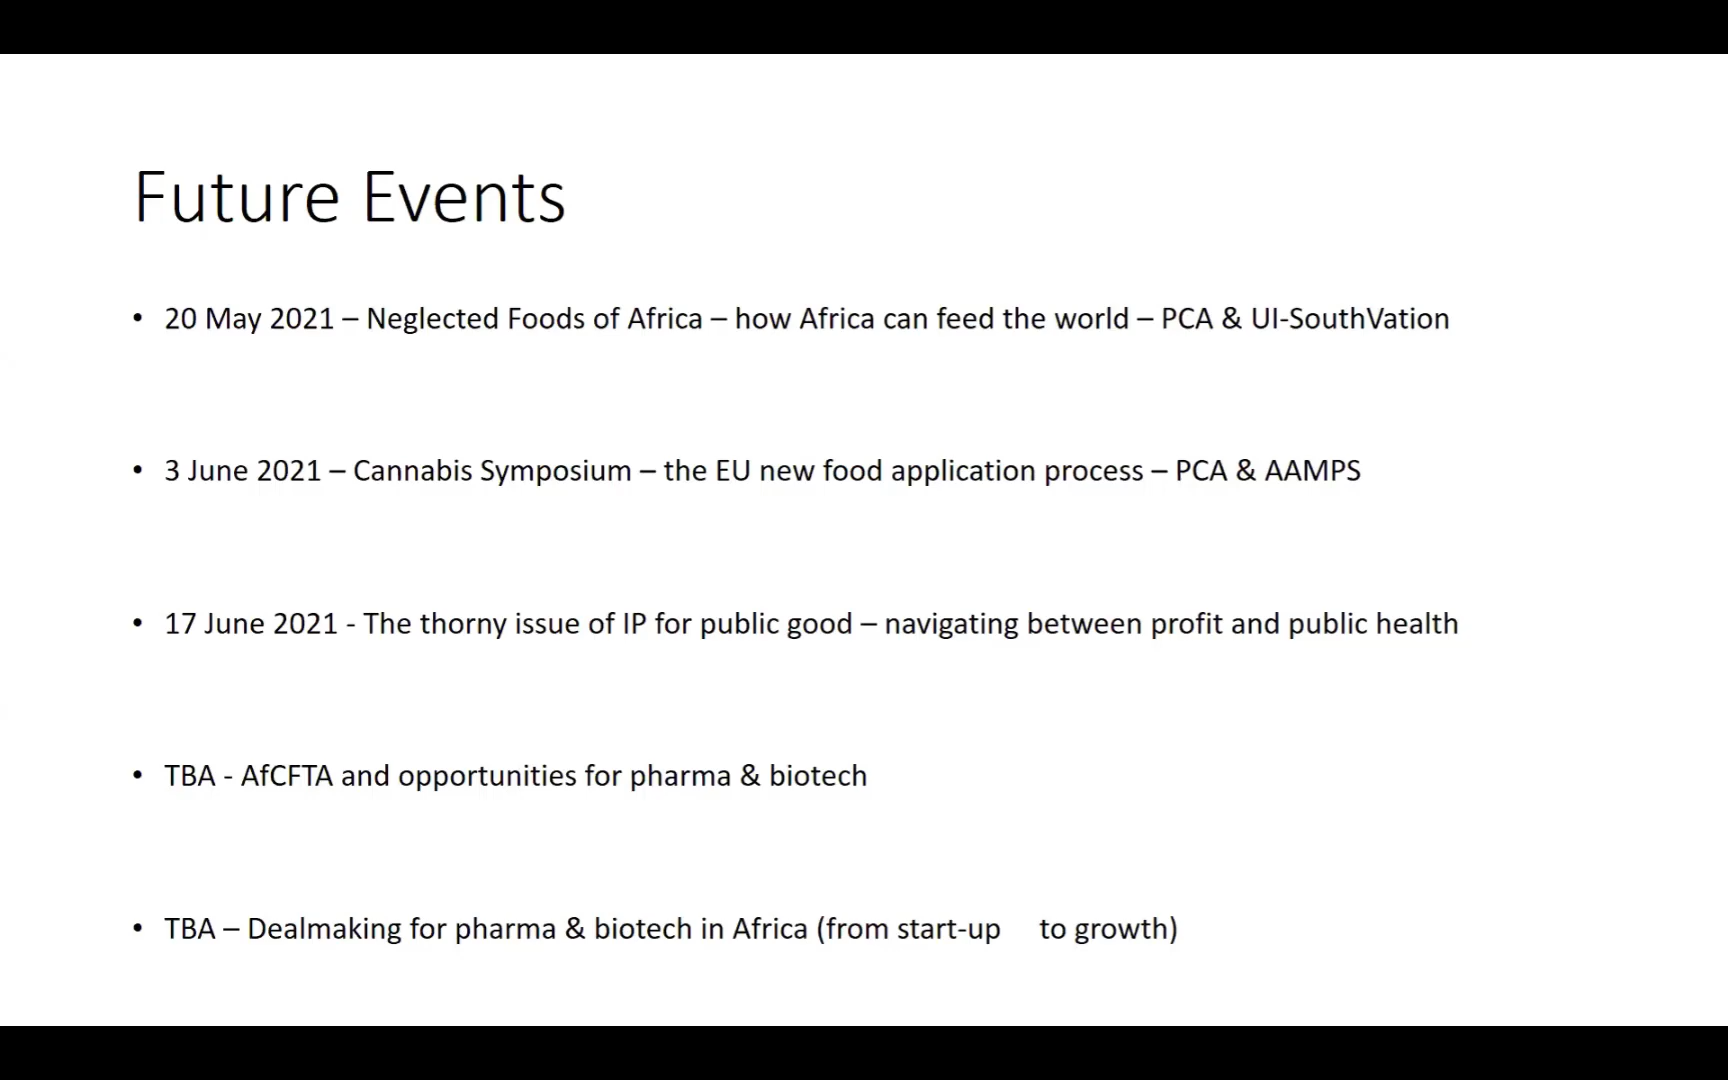 Future Events
• 20 May 2021 – Neglected Foods of Africa – how Africa can feed the world – PCA & UI-SouthVation
• 3 June 2021 – Cannabis Symposium – the EU new food application process – PCA & AAMPS
• 17 June 2021 - The thorny issue of IP for public good – navigating between profit and public health
• TBA - AfCFTA and opportunities for pharma & biotech
• TBA – Dealmaking for pharma & biotech in Africa (from start-up to growth)